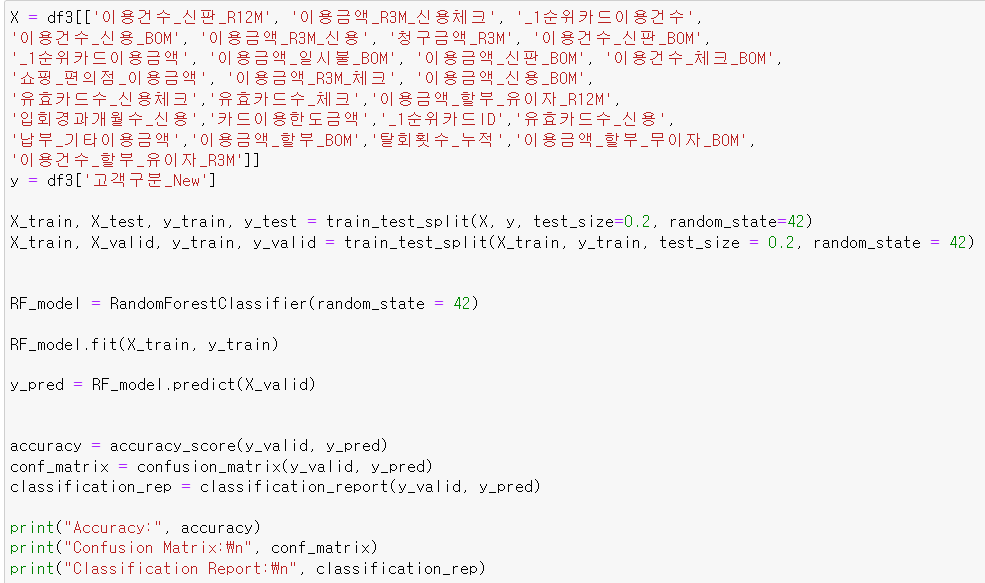 X = df3[['이용건수_신판_R12M', '이용금액_R3M_신용체크', '_1순위카드이용건수',
'이용건수_신용_BOM', '이용금액_R3M_신용', '청구금액_R3M', '이용건수_신판_BOM',
'_1순위카드이용금액', '이용금액_일시불_BOM', '이용금액_신판_BOM', '이용건수_체크_BOM',
'쇼핑_편의점_이용금액', '이용금액_R3M_체크', '이용금액_신용_BOM',
'유효카드수_신용체크','유효카드수_체크','이용금액_할부_유이자_R12M',
'입회경과개월수_신용','카드이용한도금액','_1순위카드ID','유효카드수_신용',
'납부_기타이용금액','이용금액_할부_BOM','탈회횟수_누적','이용금액_할부_무이자_BOM',
'이용건수_할부_유이자_R3M']]
y = df3['고객구분_New']
X_train, X_test, y_train, y_test = train_test_split(X, y, test_size=0.2, random_state=42)
X_train, X_valid, y_train, y_valid = train_test_split(X_train, y_train, test_size = 0.2, random_state = 42)
RF_model = RandomForestClassifier(random_state = 42)
RF_model.fit(X_train, y_train)
y_pred = RF_model.predict(X_valid)
accuracy = accuracy_score(y_valid, y_pred)
conf_matrix = confusion_matrix(y_valid, y_pred)
classification_rep = classification_report(y_valid, y_pred)
print("Accuracy:", accuracy)
print("Confusion Matrix:₩n", conf_matrix)
print("Classification Report:₩n", classification_rep)